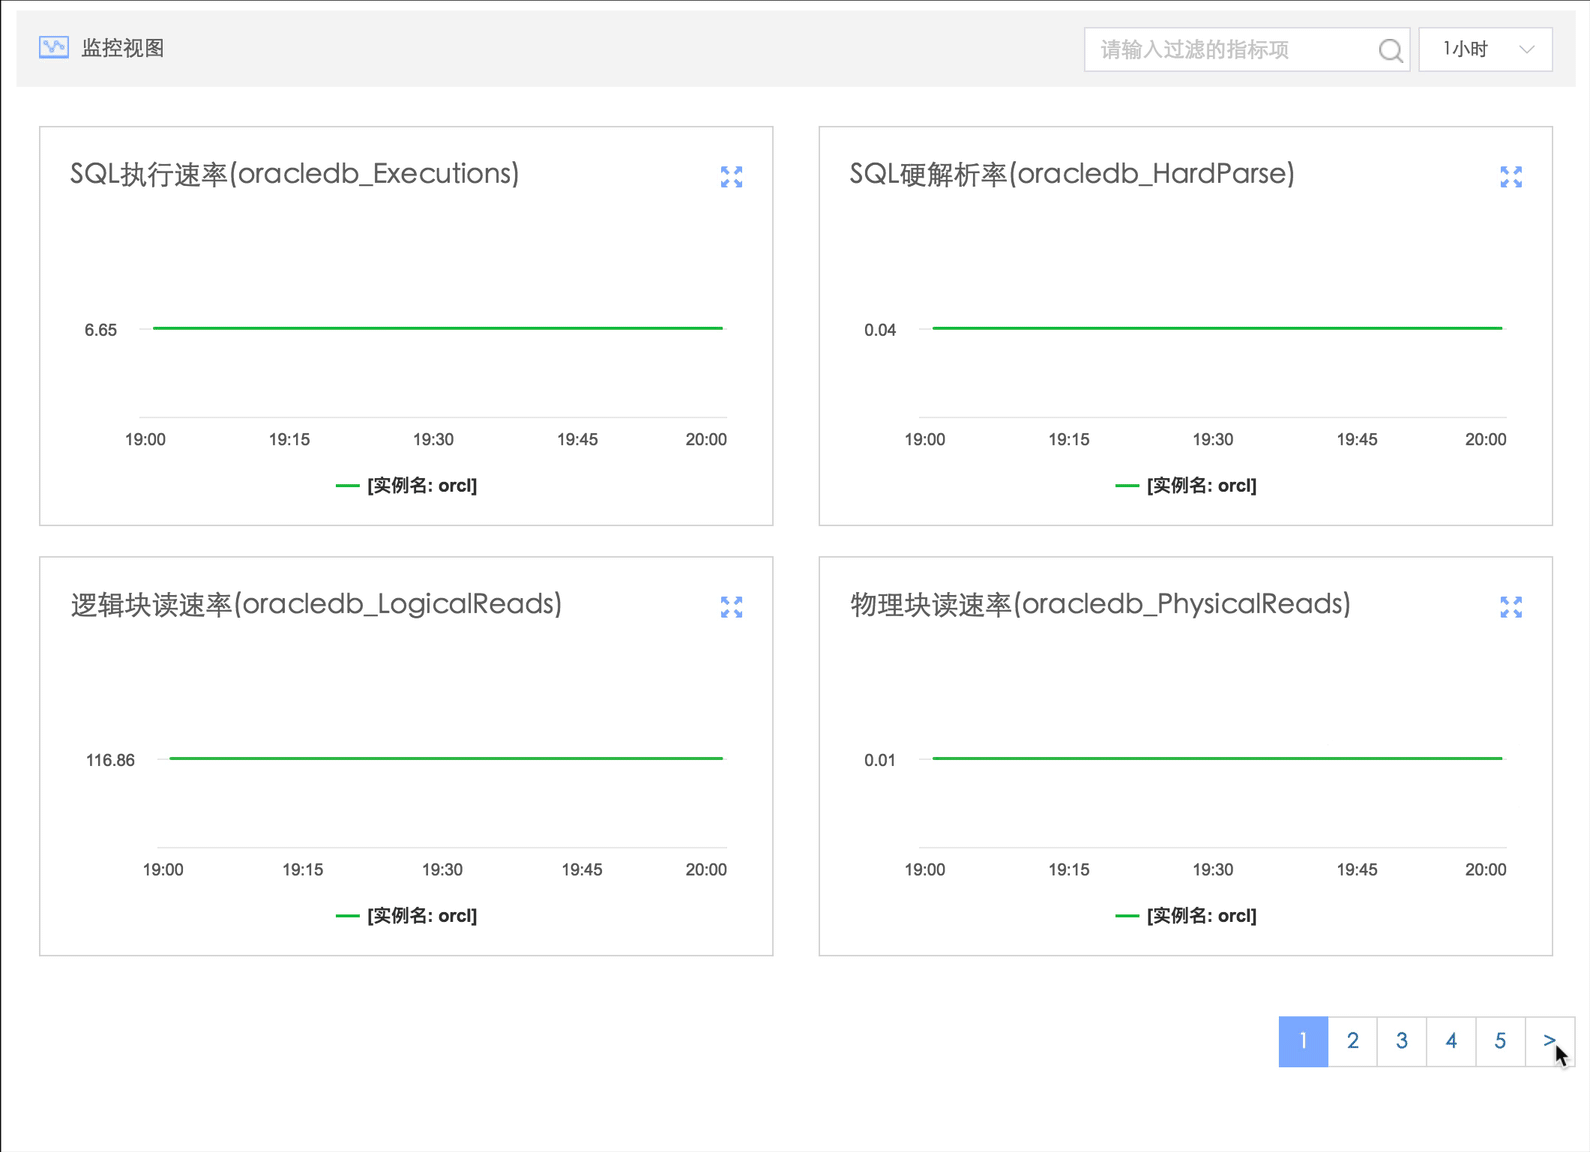 监控视图
请输入过滤的指标项
1小时
SQL执行速率(oracledb_Executions)
6.65
19:00 19:15 19:30 19:45 20:00
[实例名: orcl]
SQL硬解析率(oracledb_HardParse)
0.04
19:00 19:15 19:30 19:45 20:00
[实例名: orcl]
逻辑块读速率(oracledb_LogicalReads)
116.86
19:00 19:15 19:30 19:45 20:00
[实例名: orcl]
物理块读速率(oracledb_PhysicalReads)
0.01
19:00 19:15 19:30 19:45 20:00
[实例名: orcl]
1 2 3 4 5 >